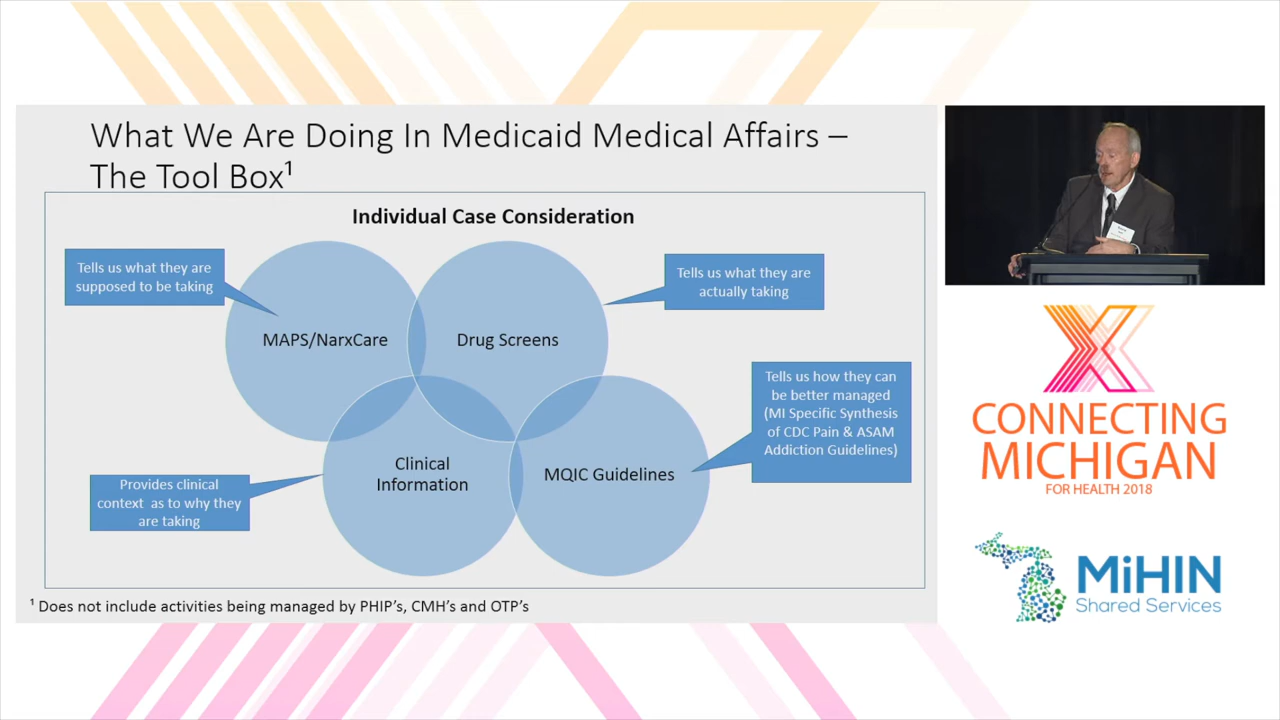 What We Are Doing In Medicaid Medical Affairs –
The Tool Box¹
Individual Case Consideration
Tells us what they are
supposed to be taking
MAPS/NarxCare
Drug Screens
Tells us what they are
actually taking
Tells us how they can
be better managed
(MI Specific Synthesis
of CDC Pain & ASAM
Addiction Guidelines)
Clinical
Information
MQIC Guidelines
Provides clinical
context as to why they
are taking
¹ Does not include activities being managed by PHIP’s, CMH’s and OTP’s
X
CONNECTING
MICHIGAN
FOR HEALTH 2018
MiHIN
Shared Services